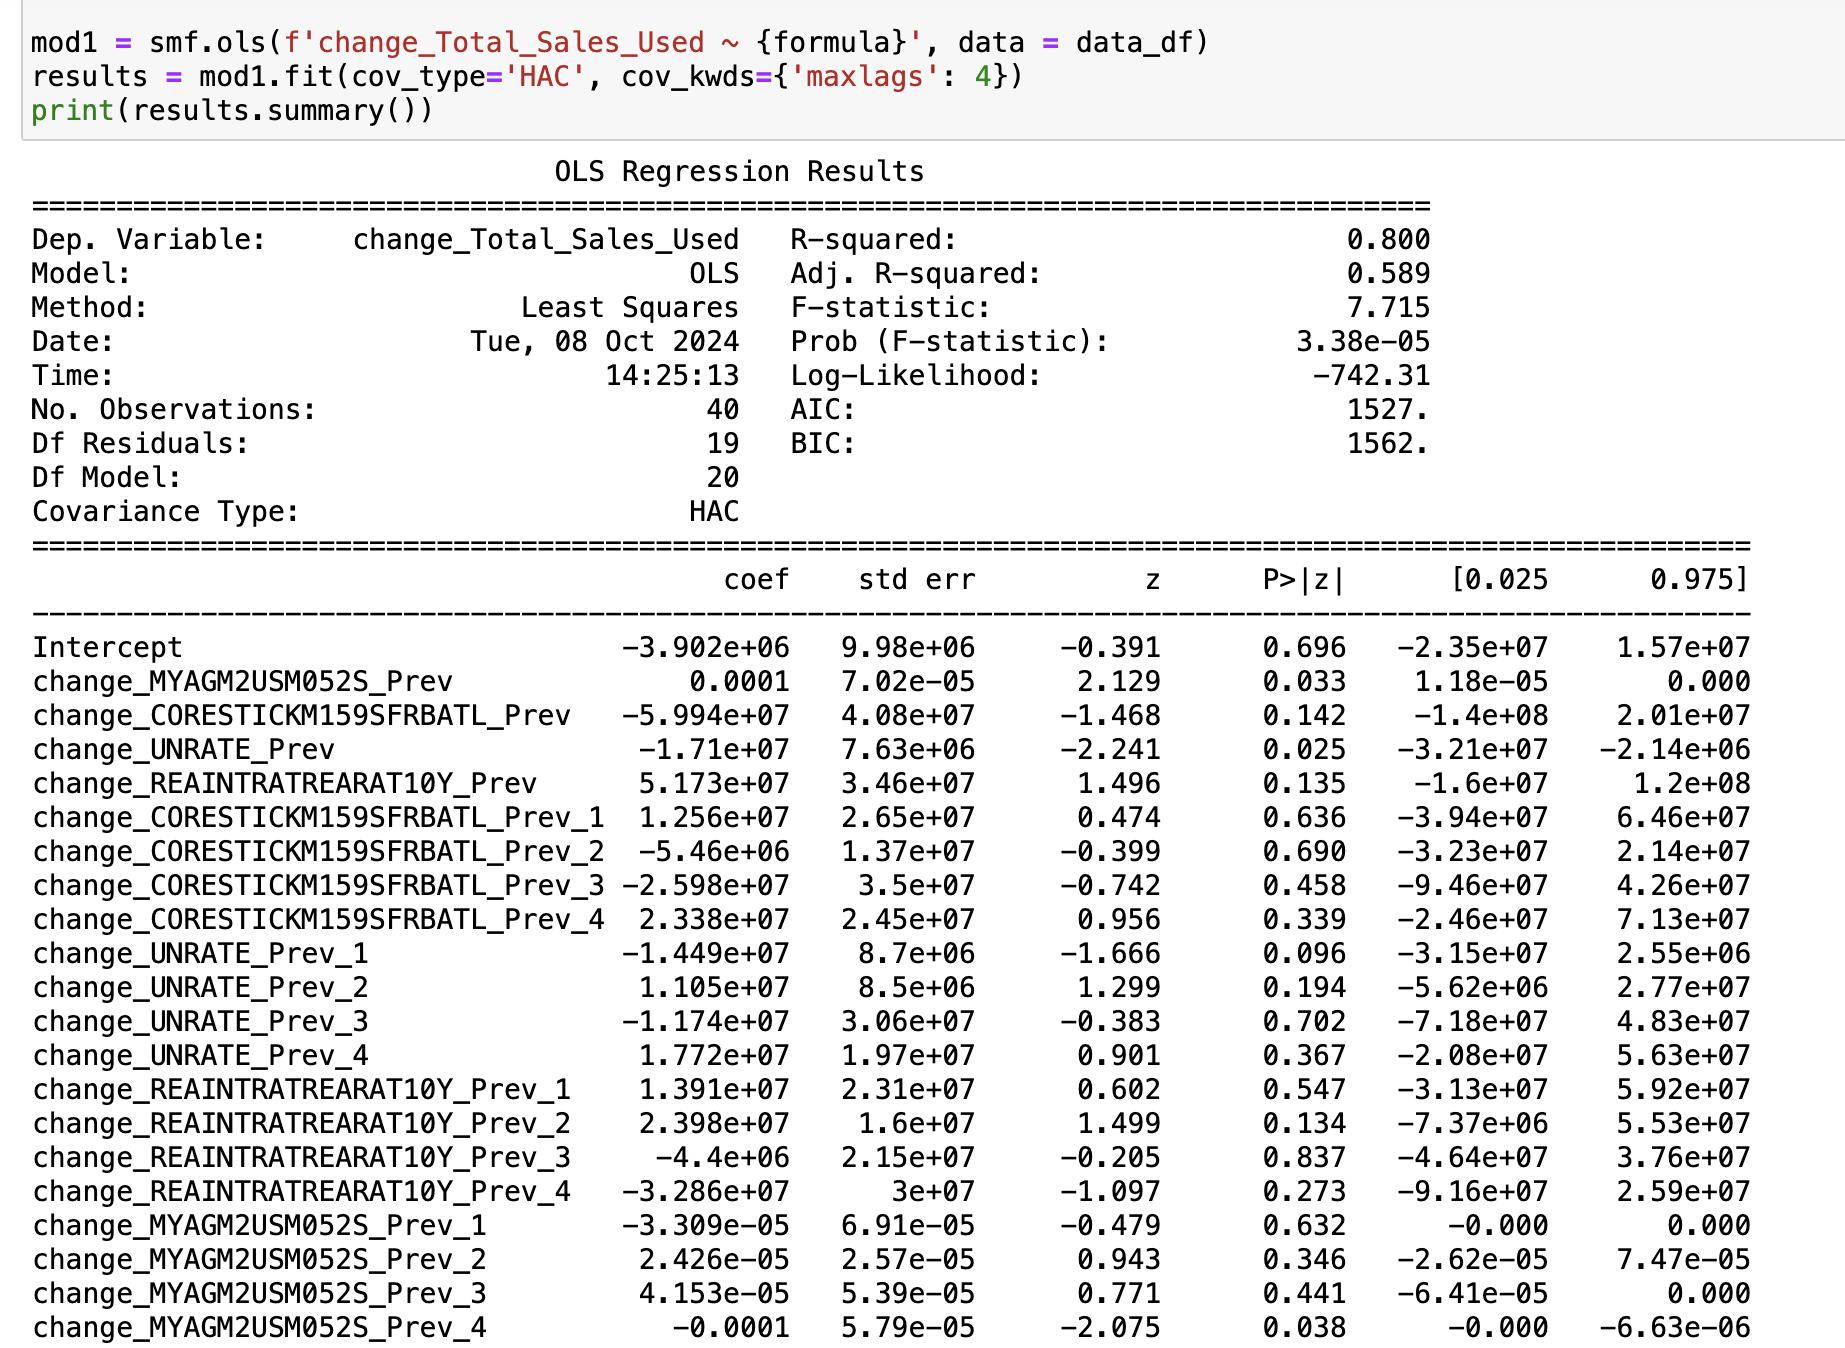 mod1 = smf.ols(f'change_Total_Sales_Used ~ {formula}', data = data_df)
results = mod1.fit(cov_type='HAC', cov_kwds={'maxlags': 4})
print(results.summary())
OLS Regression Results
===================================================================================
Dep. Variable: change_Total_Sales_Used R-squared: 0.800
Model: OLS Adj. R-squared: 0.589
Method: Least Squares F-statistic: 7.715
Date: Tue, 08 Oct 2024 Prob (F-statistic): 3.38e-05
Time: 14:25:13 Log-Likelihood: -742.31
No. Observations: 40 AIC: 1527.
Df Residuals: 19 BIC: 1562.
Df Model: 20
Covariance Type: HAC
======================================================================================================
coef std err z P>|z| [0.025 0.975]
------------------------------------------------------------------------------------------------------
Intercept -3.902e+06 9.98e+06 -0.391 0.696 -2.35e+07 1.57e+07
change_MYAGM2USM052S_Prev 0.0001 7.02e-05 2.129 0.033 1.18e-05 0.000
change_CORESTICKM159SFRBATL_Prev -5.994e+07 4.08e+07 -1.468 0.142 -1.4e+08 2.01e+07
change_UNRATE_Prev -1.71e+07 7.63e+06 -2.241 0.025 -3.21e+07 -2.14e+06
change_REAINTRATREARAT10Y_Prev 5.173e+07 3.46e+07 1.496 0.135 -1.6e+07 1.2e+08
change_CORESTICKM159SFRBATL_Prev_1 1.256e+07 2.65e+07 0.474 0.636 -3.94e+07 6.46e+07
change_CORESTICKM159SFRBATL_Prev_2 -5.46e+06 1.37e+07 -0.399 0.690 -3.23e+07 2.14e+07
change_CORESTICKM159SFRBATL_Prev_3 -2.598e+07 3.5e+07 -0.742 0.458 -9.46e+07 4.26e+07
change_CORESTICKM159SFRBATL_Prev_4 2.338e+07 2.45e+07 0.956 0.339 -2.46e+07 7.13e+07
change_UNRATE_Prev_1 -1.449e+07 8.7e+06 -1.666 0.096 -3.15e+07 2.55e+06
change_UNRATE_Prev_2 1.105e+07 8.5e+06 1.299 0.194 -5.62e+06 2.77e+07
change_UNRATE_Prev_3 -1.174e+07 3.06e+07 -0.383 0.702 -7.18e+07 4.83e+07
change_UNRATE_Prev_4 1.772e+07 1.97e+07 0.901 0.367 -2.08e+07 5.63e+07
change_REAINTRATREARAT10Y_Prev_1 1.391e+07 2.31e+07 0.602 0.547 -3.13e+07 5.92e+07
change_REAINTRATREARAT10Y_Prev_2 2.398e+07 1.6e+07 1.499 0.134 -7.37e+06 5.53e+07
change_REAINTRATREARAT10Y_Prev_3 -4.4e+06 2.15e+07 -0.205 0.837 -4.64e+07 3.76e+07
change_REAINTRATREARAT10Y_Prev_4 -3.286e+07 3e+07 -1.097 0.273 -9.16e+07 2.59e+07
change_MYAGM2USM052S_Prev_1 -3.309e-05 6.91e-05 -0.479 0.632 -0.000 0.000
change_MYAGM2USM052S_Prev_2 2.426e-05 2.57e-05 0.943 0.346 -2.62e-05 7.47e-05
change_MYAGM2USM052S_Prev_3 4.153e-05 5.39e-05 0.771 0.441 -6.41e-05 0.000
change_MYAGM2USM052S_Prev_4 -0.0001 5.79e-05 -2.075 0.038 -0.000 -6.63e-06